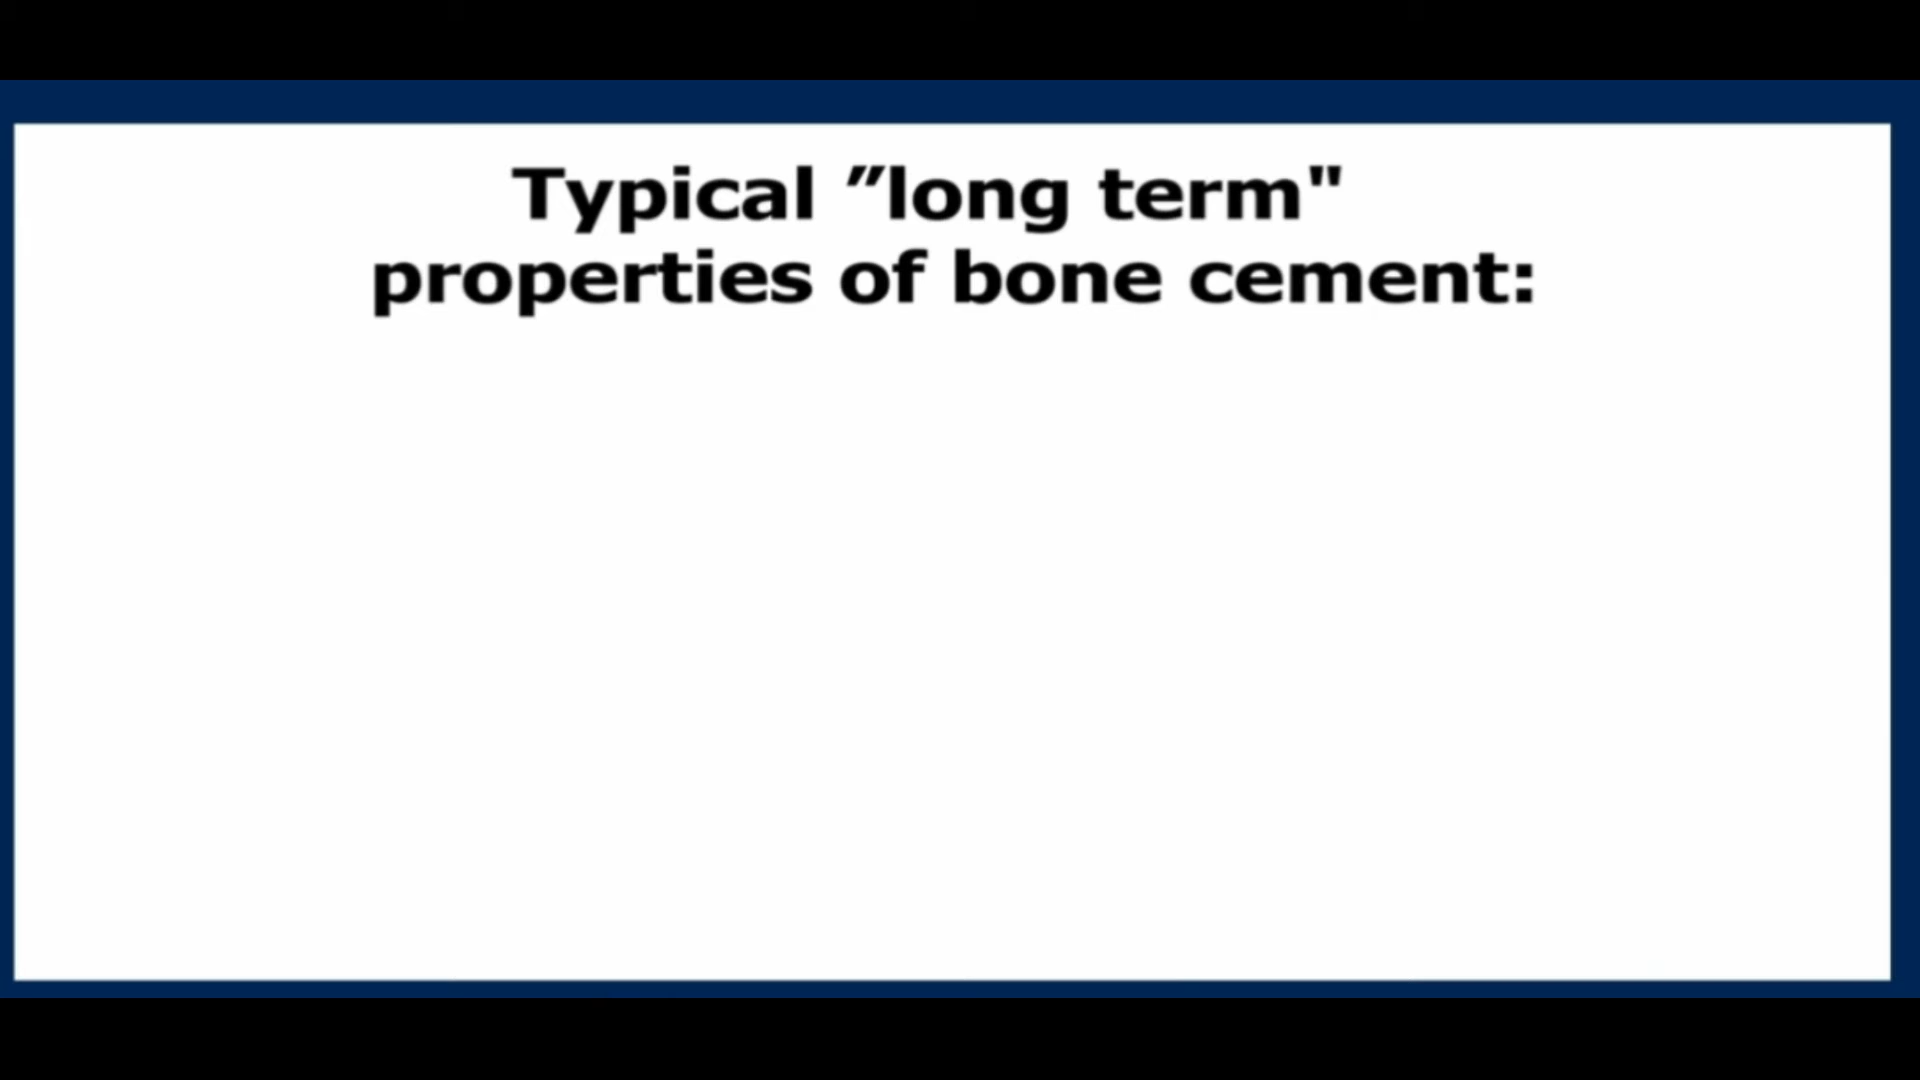 Typical ″long term"
properties of bone cement: